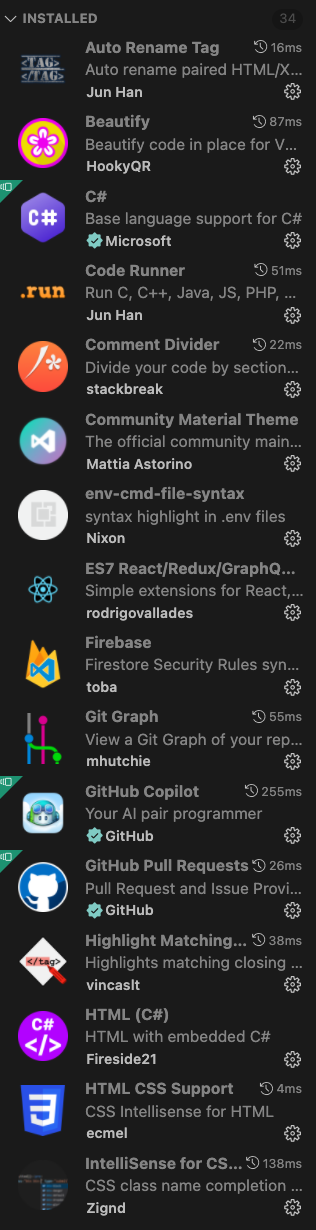 INSTALLED 34
<TAG>
</TAG>
Auto Rename Tag 16ms
Auto rename paired HTML/X...
Jun Han
Beautify 87ms
Beautify code in place for V...
HookyQR
C#
C#
Base language support for C#
Microsoft
.run
Code Runner 51ms
Run C, C++, Java, JS, PHP, ...
Jun Han
Comment Divider 22ms
Divide your code by section...
stackbreak
Community Material Theme
The official community main...
Mattia Astorino
env-cmd-file-syntax
syntax highlight in .env files
Nixon
ES7 React/Redux/GraphQ...
Simple extensions for React,...
rodrigovallades
Firebase
Firestore Security Rules syn...
toba
Git Graph 55ms
View a Git Graph of your rep...
mhutchie
GitHub Copilot 255ms
Your AI pair programmer
GitHub
GitHub Pull Requests 26ms
Pull Request and Issue Provi...
GitHub
</tag>
Highlight Matching... 38ms
Highlights matching closing ...
vincaslt
C#
</>
HTML (C#)
HTML with embedded C#
Fireside21
3
HTML CSS Support 4ms
CSS Intellisense for HTML
ecmel
IntelliSense for CS... 138ms
CSS class name completion ...
Zignd